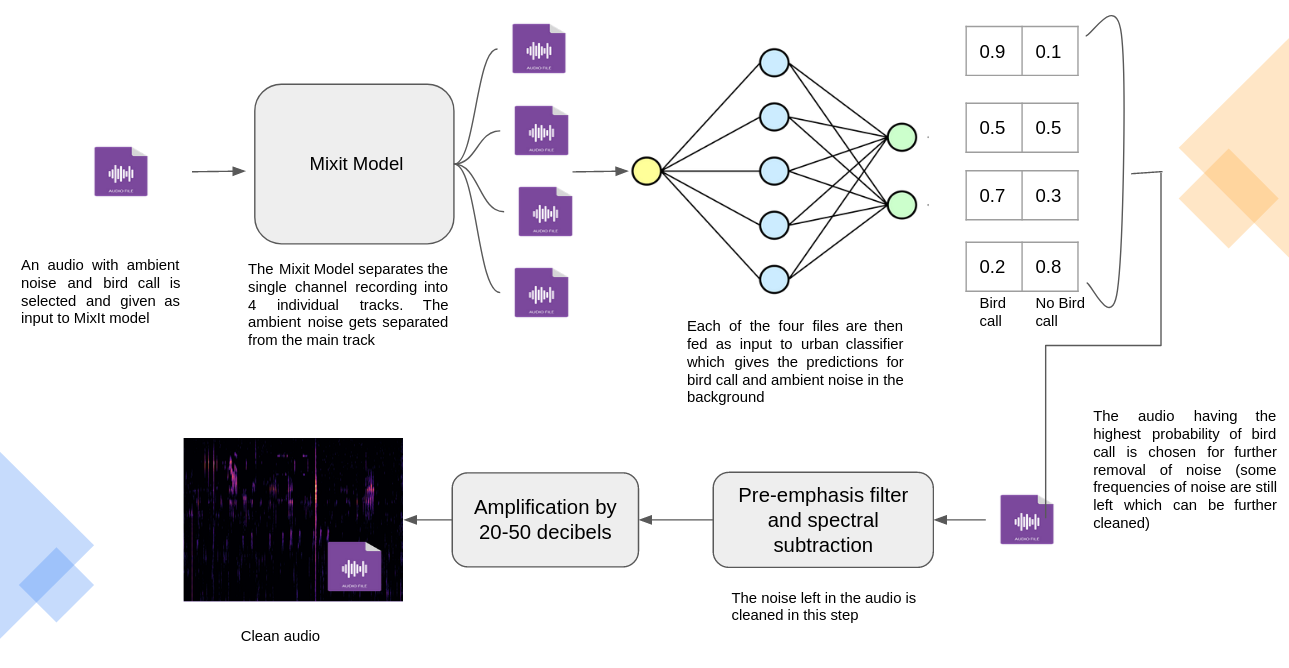 AUDIO FILE
An audio with ambient
noise and bird call is
selected and given as
input to MixIt model
Mixit Model
The Mixit Model separates the
single channel recording into
4 individual tracks. The
ambient noise gets separated
from the main track
AUDIO FILE
AUDIO FILE
AUDIO FILE
AUDIO FILE
Each of the four files are then
fed as input to urban classifier
which gives the predictions for
bird call and ambient noise in the
background
0.9 0.1
0.5 0.5
0.7 0.3
0.2 0.8
Bird
call
No Bird
call
The audio having the
highest probability of bird
call is chosen for further
removal of noise (some
frequencies of noise are still
left which can be further
cleaned)
AUDIO FILE
Pre-emphasis filter
and spectral
subtraction
The noise left in the audio is
cleaned in this step
Amplification by
20-50 decibels
AUDIO FILE
Clean audio